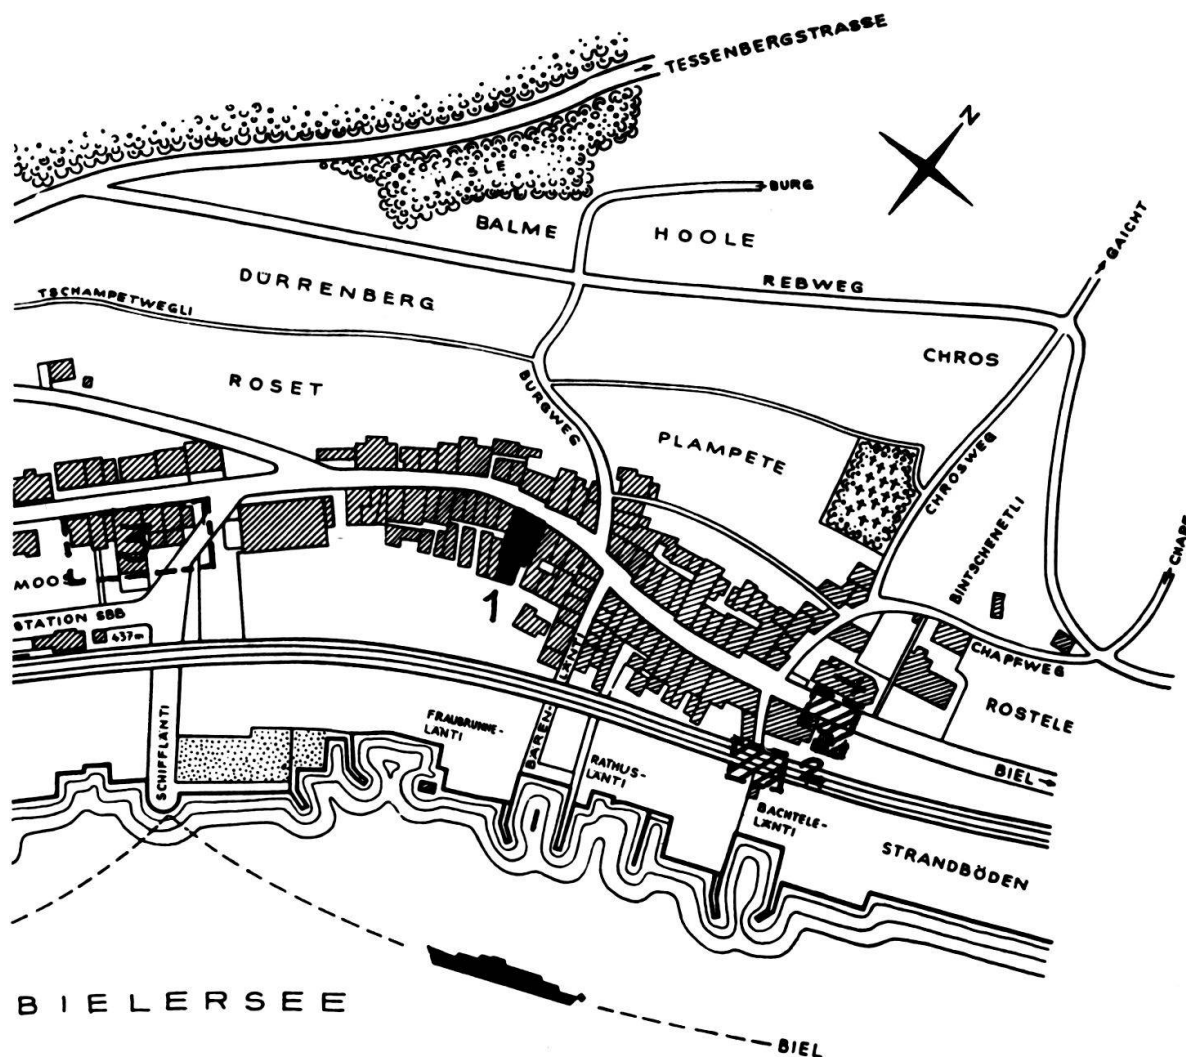 TESSENBERGSTRASSE
N
HASLE
BURG
BALME
HOOLE
GAICHT
DÜRRENBERG
REBWEG
TSCHAMPETWEGLI
CHROS
ROSET
BURGWEG
PLAMPETE
CHROSWEG
BINTSCHENETLI
CHAPF
MOOS
1
STATION SBB
437m
CHAPFWEG
ROSTELE
FRAUBRUNNE-
LÄNTI
BÄREN-
LÄNTI
SCHIFFLÄNTI
RATHUS-
LÄNTI
2
BIEL
BACHTELE-
LÄNTI
STRANDBÖDEN
BIELERSEE
BIEL